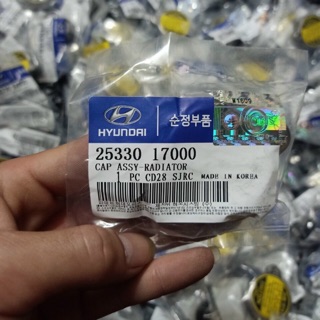 HYUNDAI
순정부품
25330 17000
CAP ASSY-RADIATOR
1 PC CD28 SJRC MADE IN KOREA